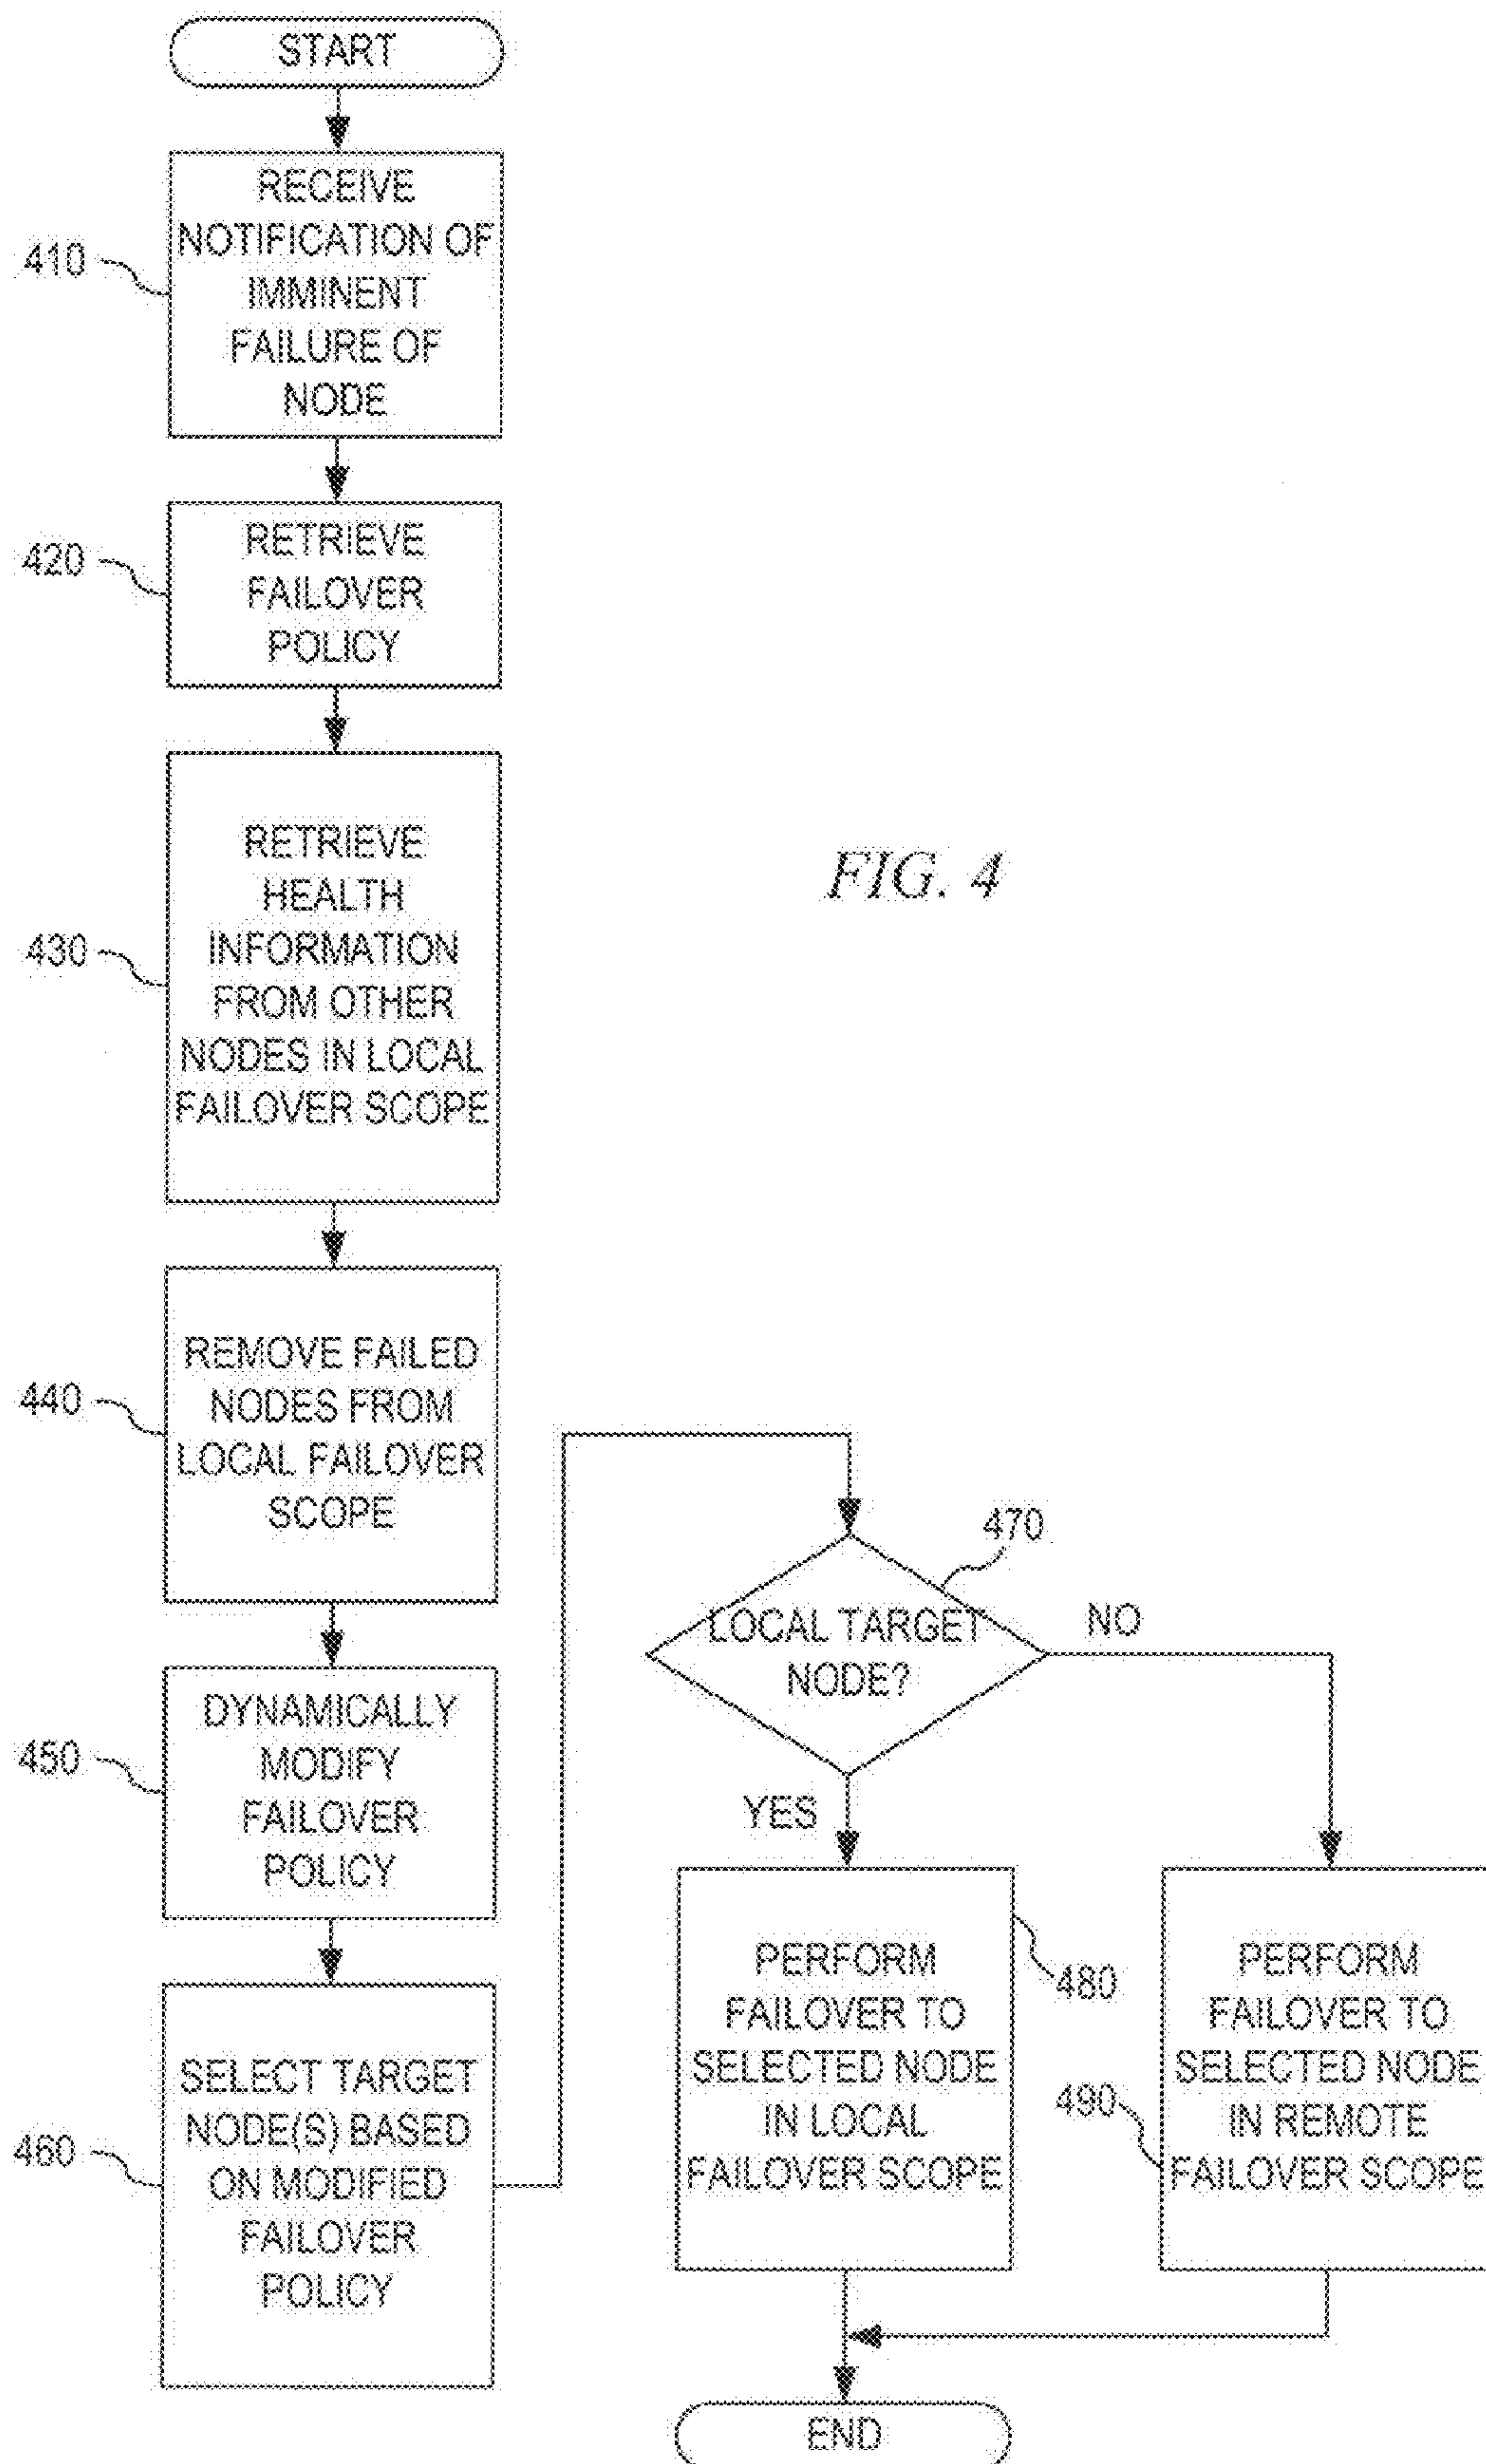 START
RECEIVE
NOTIFICATION OF
IMMINENT
FAILURE OF
NODE
410
RETRIEVE
FAILOVER
POLICY
420
RETRIEVE
HEALTH
INFORMATION
FROM OTHER
NODES IN LOCAL
FAILOVER SCOPE
430
FIG. 4
REMOVE FAILED
NODES FROM
LOCAL FAILOVER
SCOPE
440
DYNAMICALLY
MODIFY
FAILOVER
POLICY
450
SELECT TARGET
NODE(S) BASED
ON MODIFIED
FAILOVER
POLICY
460
470
LOCAL TARGET
NODE?
NO
YES
PERFORM
FAILOVER TO
SELECTED NODE
IN LOCAL
FAILOVER SCOPE
480
PERFORM
FAILOVER TO
SELECTED NODE
IN REMOTE
FAILOVER SCOPE
490
END